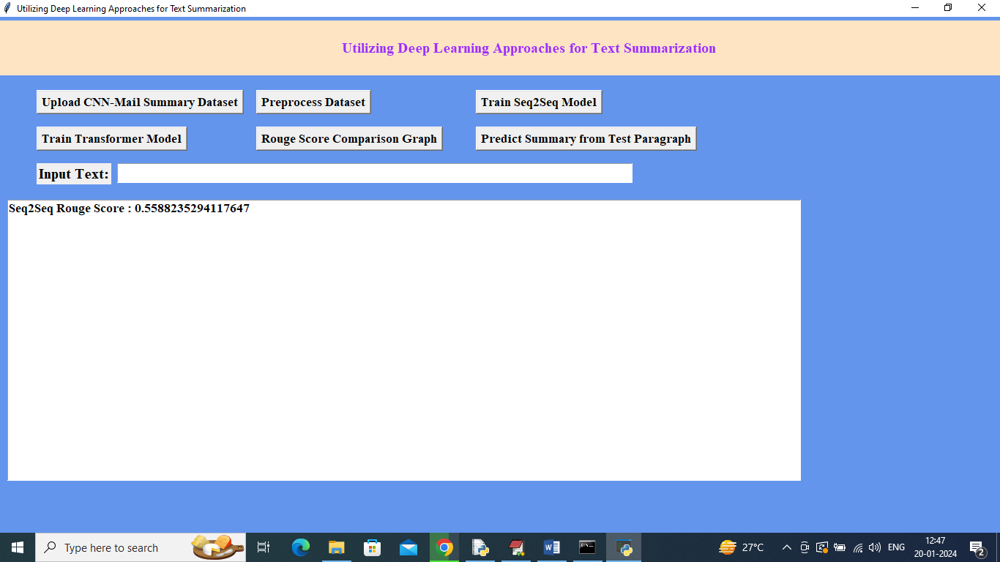 Utilizing Deep Learning Approaches for Text Summarization
Utilizing Deep Learning Approaches for Text Summarization
Upload CNN-Mail Summary Dataset
Preprocess Dataset
Train Seq2Seq Model
Train Transformer Model
Rouge Score Comparison Graph
Predict Summary from Test Paragraph
Input Text:
Seq2Seq Rouge Score : 0.5588235294117647
Type here to search
27°C
ENG
12:47
20-01-2024
2